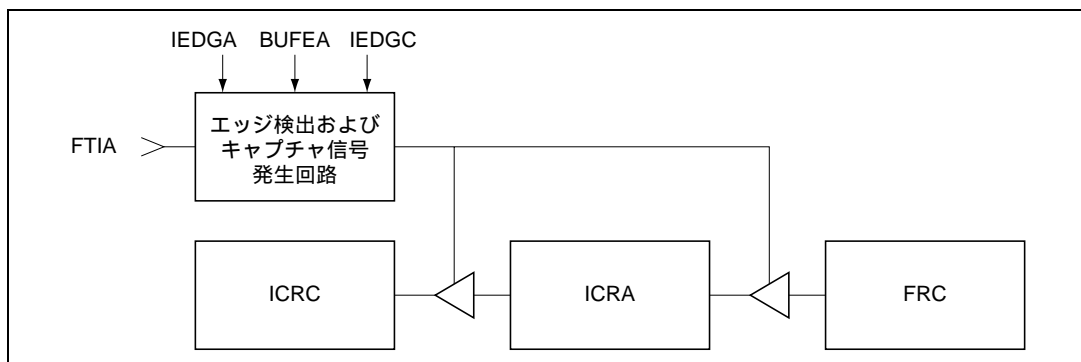 IEDGA BUFEA IEDGC
FTIA
エッジ検出および
キャプチャ信号
発生回路
ICRC ICRA FRC